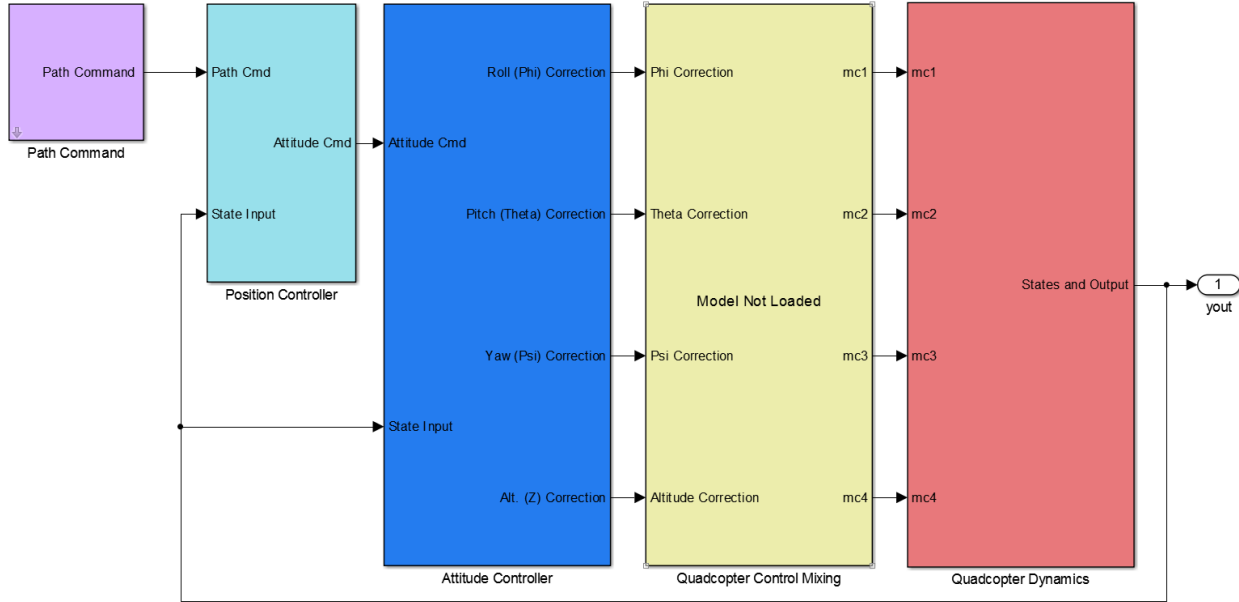 Path Command
Path Command
Path Cmd
Attitude Cmd
State Input
Position Controller
Attitude Cmd
State Input
Roll (Phi) Correction
Pitch (Theta) Correction
Yaw (Psi) Correction
Alt. (Z) Correction
Attitude Controller
Phi Correction
Theta Correction
Model Not Loaded
Psi Correction
Altitude Correction
mc1
mc2
mc3
mc4
Quadcopter Control Mixing
mc1
mc2
mc3
mc4
States and Output
Quadcopter Dynamics
1
yout